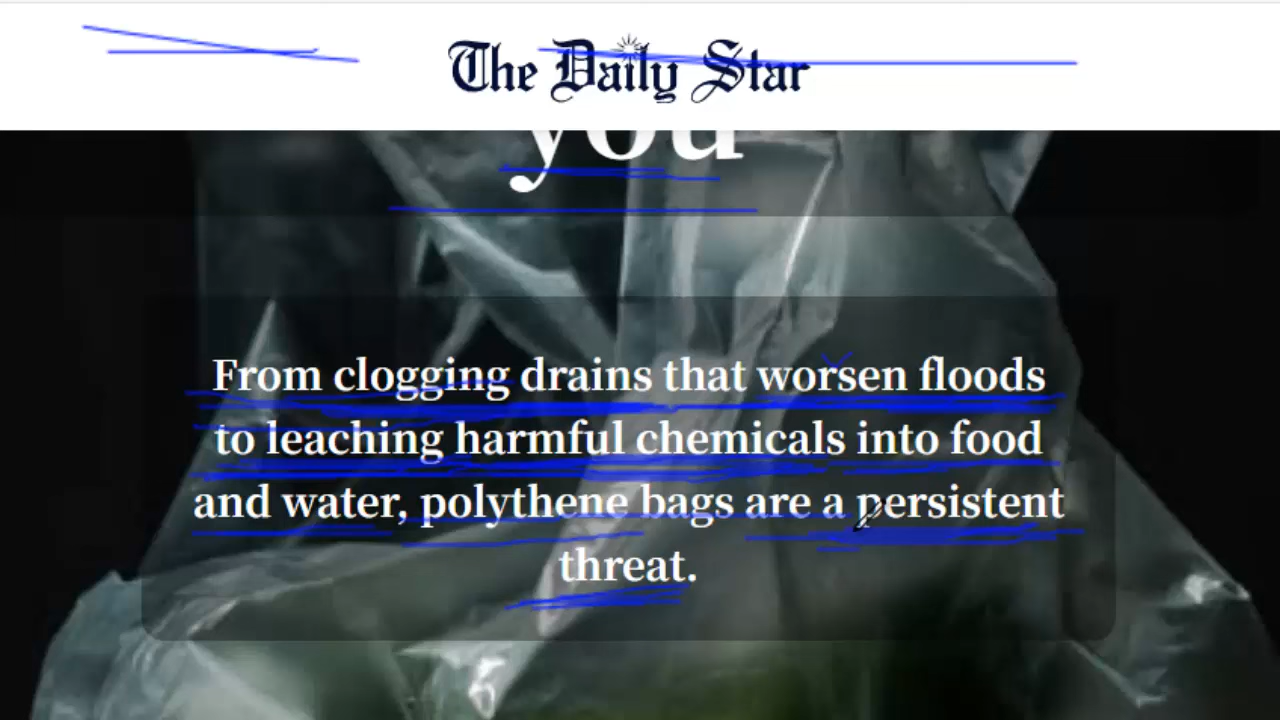 The Daily Star
you
From clogging drains that worsen floods
to leaching harmful chemicals into food
and water, polythene bags are a persistent
threat.